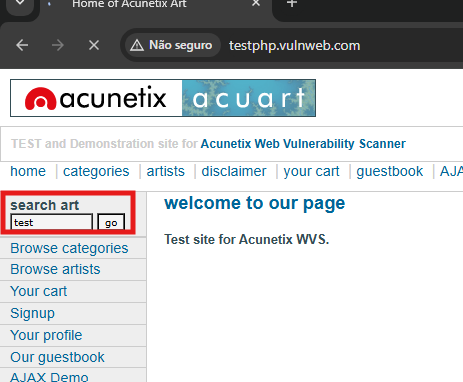 Home of Acunetix Art
Não seguro testphp.vulnweb.com
acunetix acuart
TEST and Demonstration site for Acunetix Web Vulnerability Scanner
home | categories | artists | disclaimer | your cart | guestbook | AJA
search art
test go
welcome to our page
Test site for Acunetix WVS.
Browse categories
Browse artists
Your cart
Signup
Your profile
Our guestbook
AJAX Demo